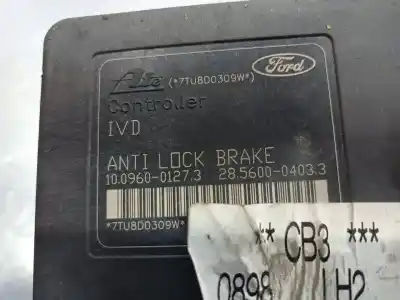 Ate (*7TU8D0309W*) Ford
Controller
IVD
ANTI LOCK BRAKE
10.0960-0127.3 28.5600-0403.3
*7TU8D0309W*
** CB3 ***
0898 LH2